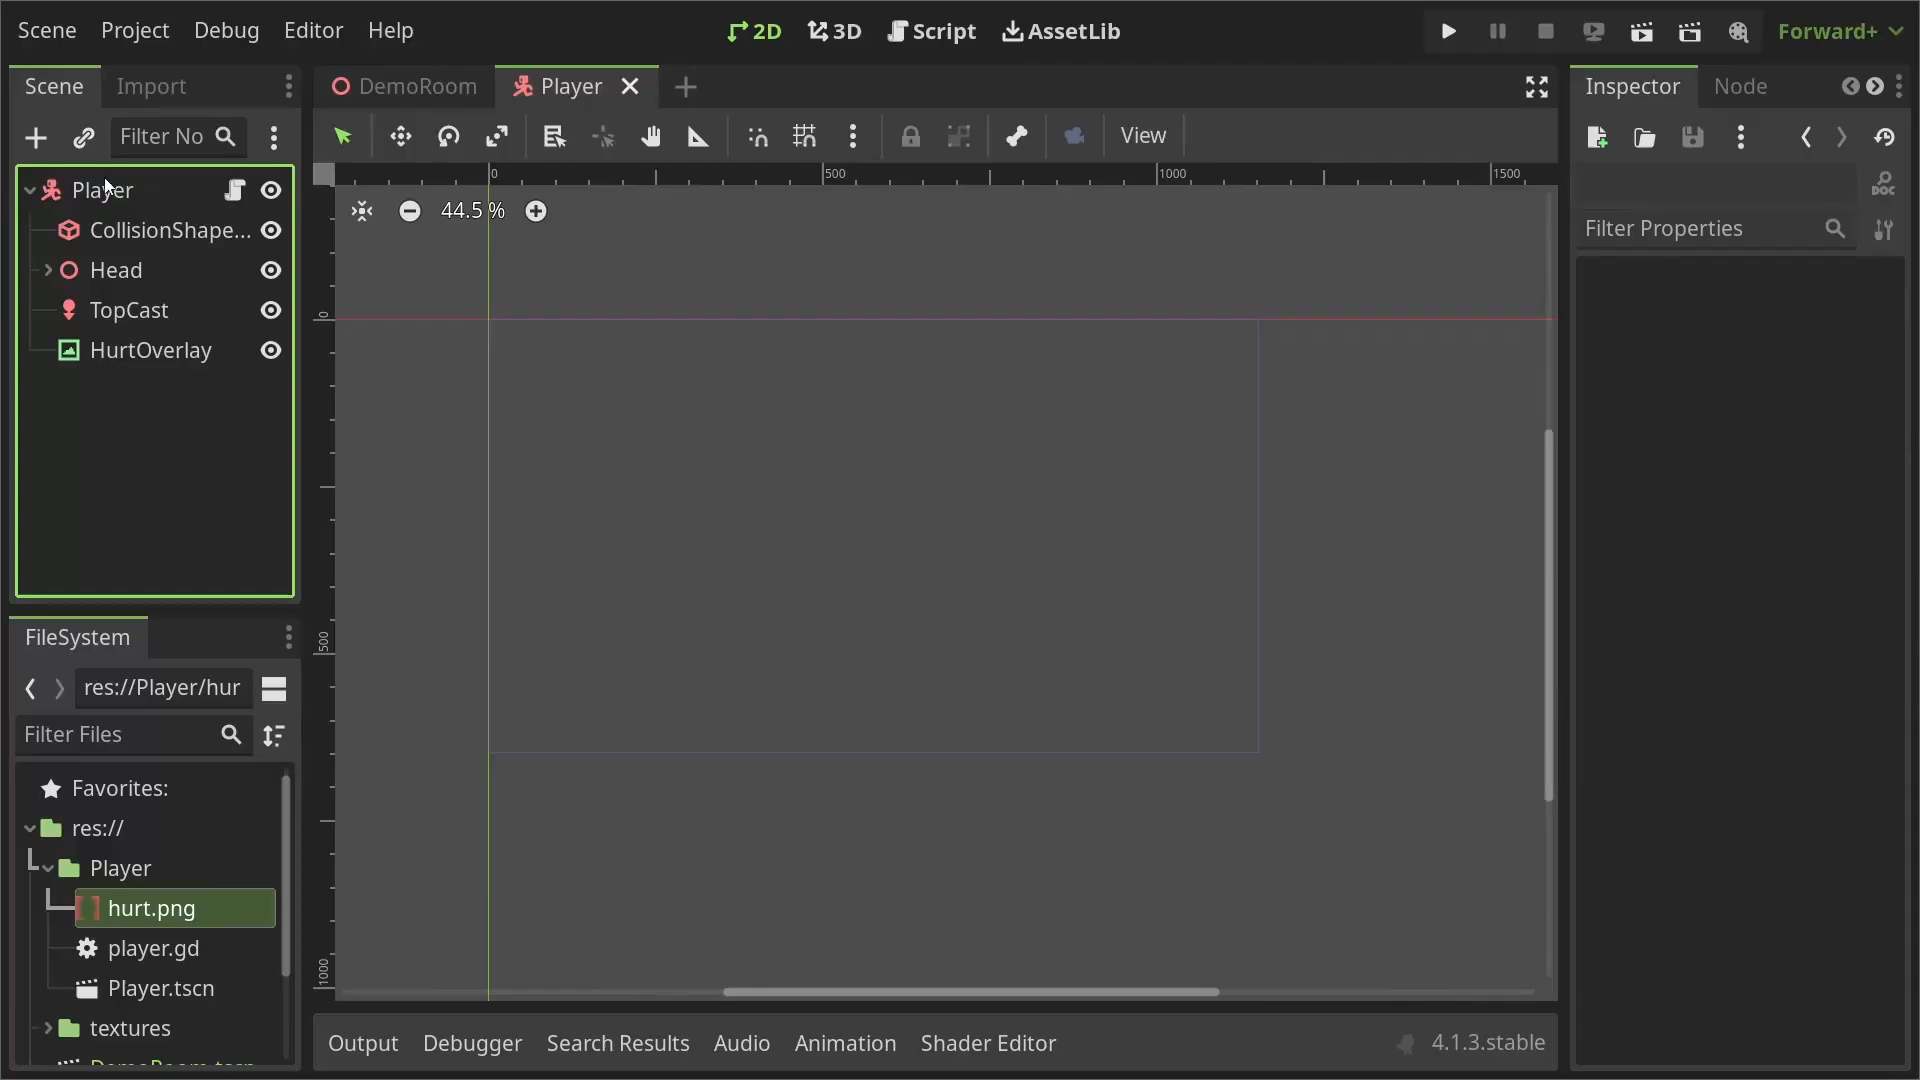 Scene Project Debug Editor Help 2D 3D Script AssetLib Forward+
Scene Import DemoRoom Player Inspector Node
Filter No View
Player
CollisionShape...
Head
TopCast
HurtOverlay
0 500 1000 1500
44.5 %
0
500
1000
Filter Properties
FileSystem
res://Player/hur
Filter Files
Favorites:
res://
Player
hurt.png
player.gd
Player.tscn
textures
DemoRoom.tscn
Output Debugger Search Results Audio Animation Shader Editor 4.1.3.stable
DOC